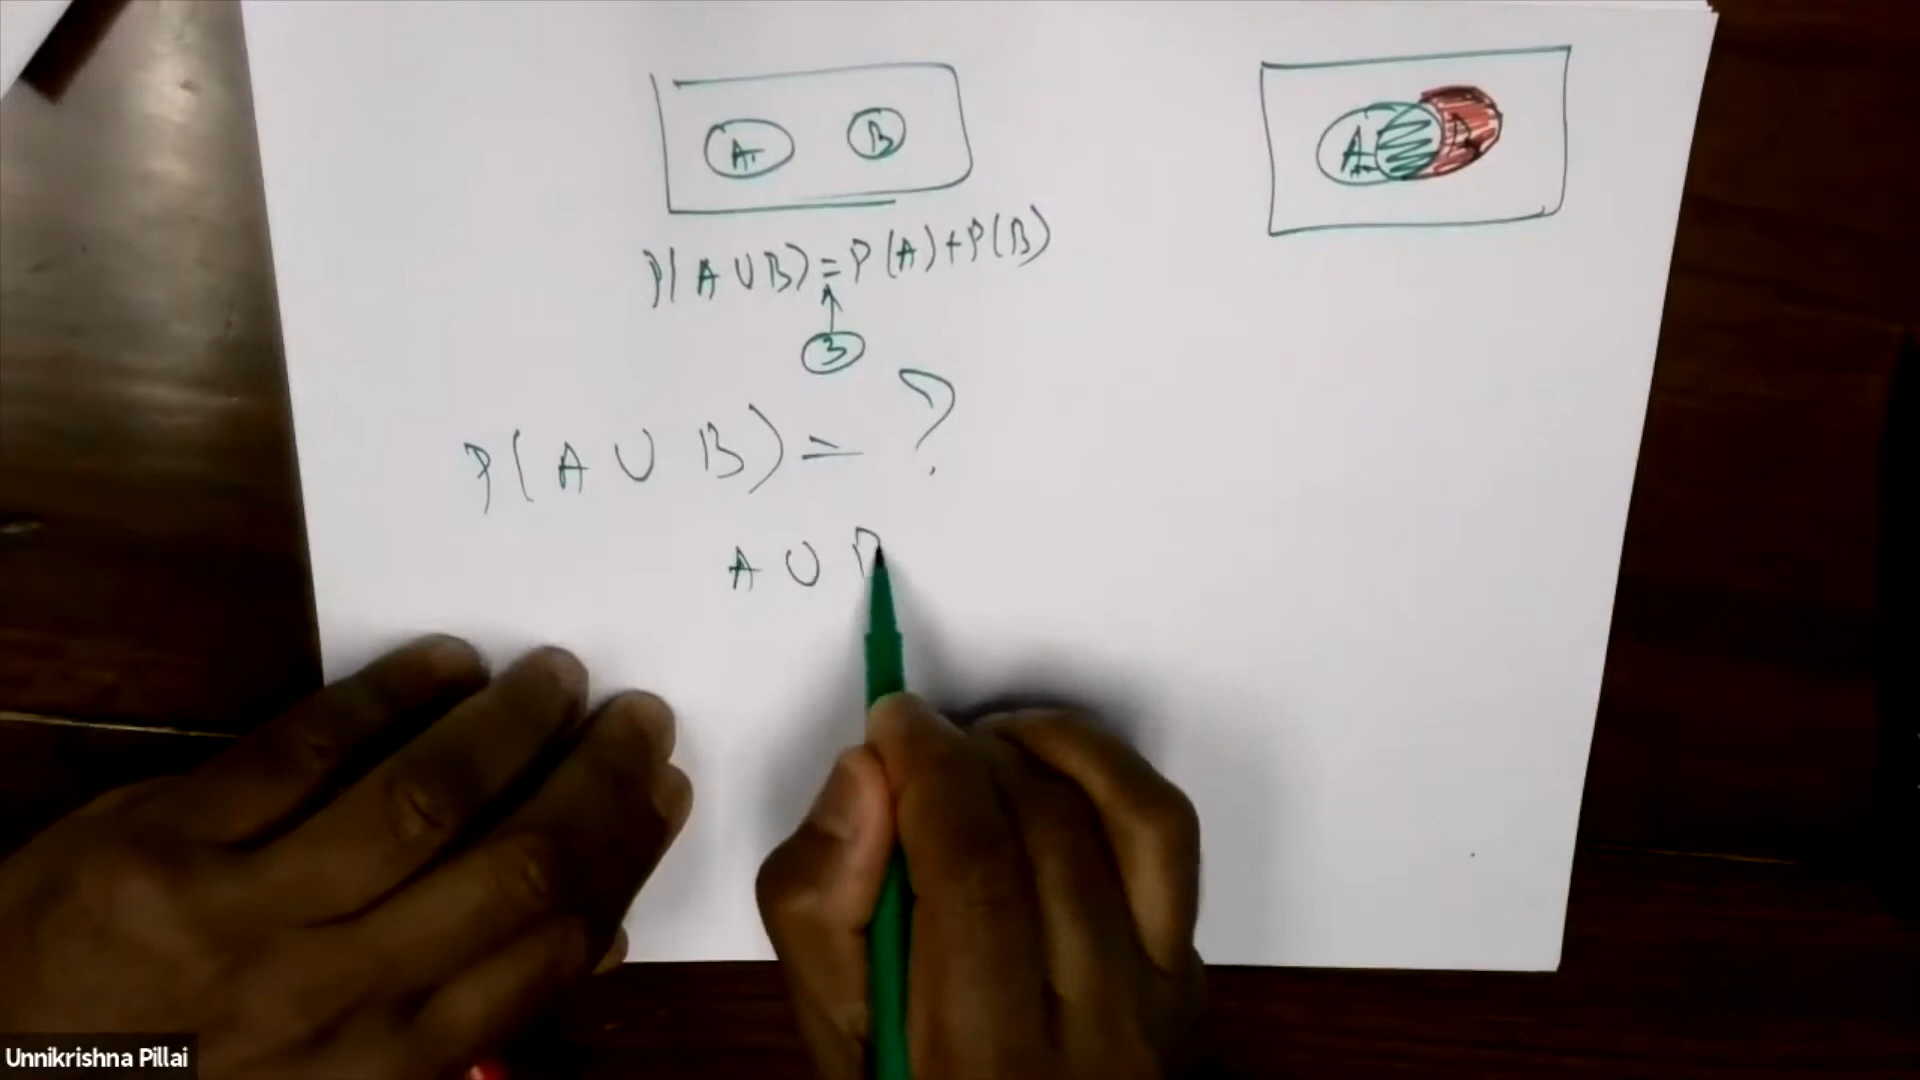 A B
A B
P(A∪B) = P(A)+P(B)
3
P(A ∪ B) = ?
A ∪
Unnikrishna Pillai